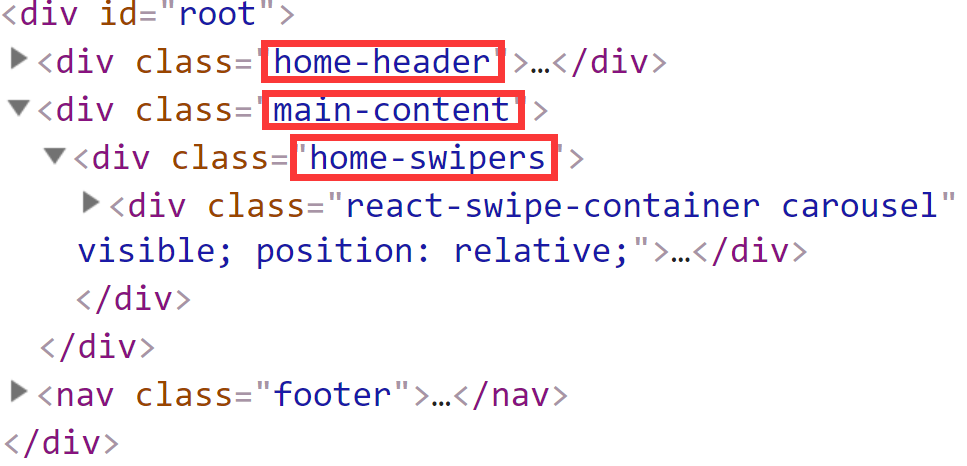 <div id="root">
<div class="home-header">…</div>
<div class="main-content">
<div class="home-swipers">
<div class="react-swipe-container carousel"
visible; position: relative;">…</div>
</div>
</div>
<nav class="footer">…</nav>
</div>